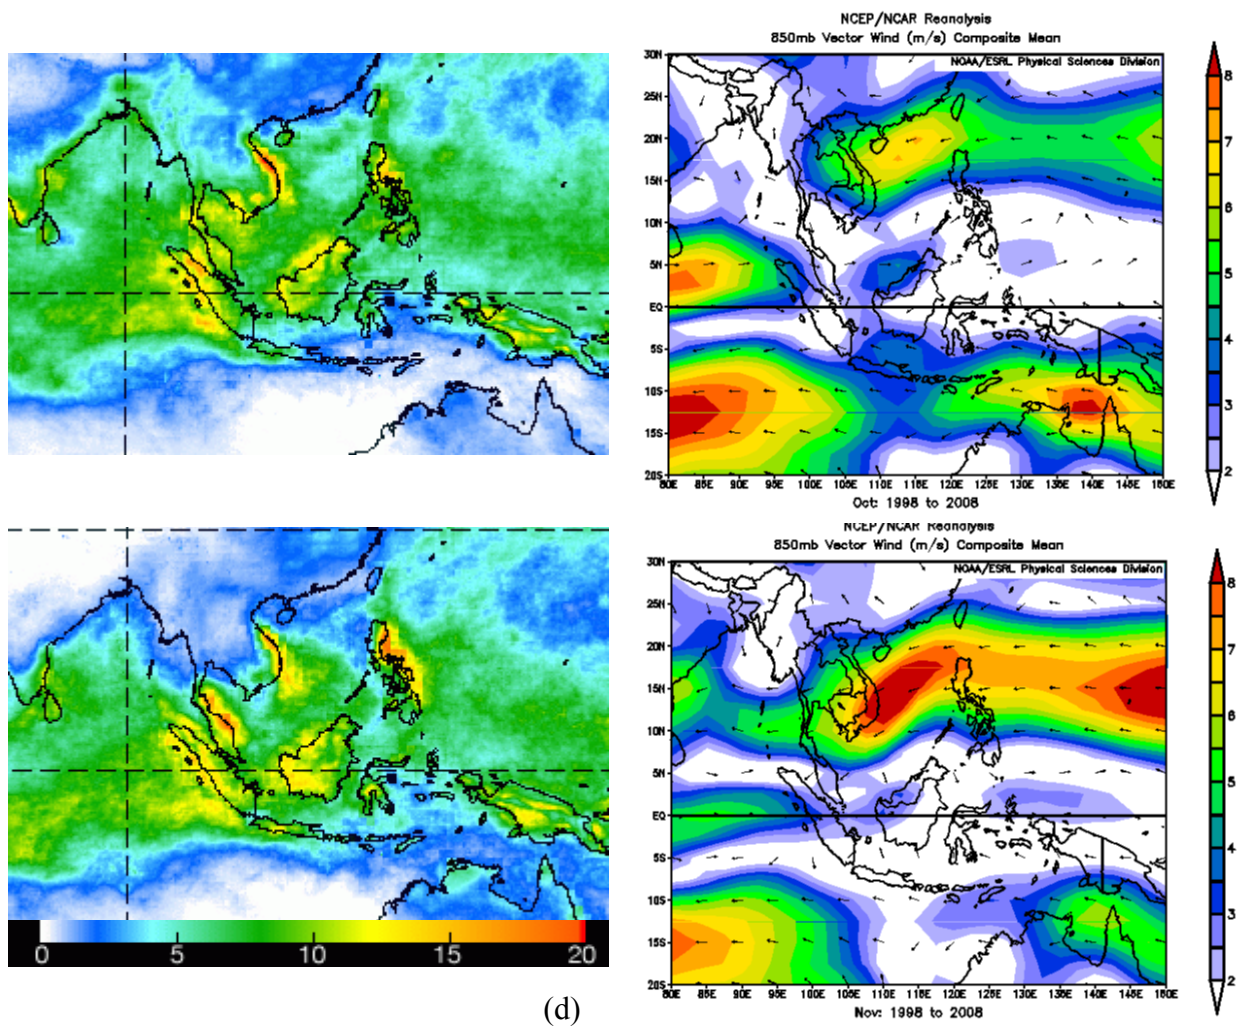 NCEP/NCAR Reanalysis
850mb Vector Wind (m/s) Composite Mean
NOAA/ESRL Physical Sciences Division
30N
25N
20N
15N
10N
5N
EQ
5S
10S
15S
20S
80E 85E 90E 95E 100E 105E 110E 115E 120E 125E 130E 135E 140E 145E 150E
Oct: 1998 to 2008
8
7
6
5
4
3
2
NCEP/NCAR Reanalysis
850mb Vector Wind (m/s) Composite Mean
NOAA/ESRL Physical Sciences Division
30N
25N
20N
15N
10N
5N
EQ
5S
10S
15S
20S
80E 85E 90E 95E 100E 105E 110E 115E 120E 125E 130E 135E 140E 145E 150E
Nov: 1998 to 2008
8
7
6
5
4
3
2
0 5 10 15 20
(d)